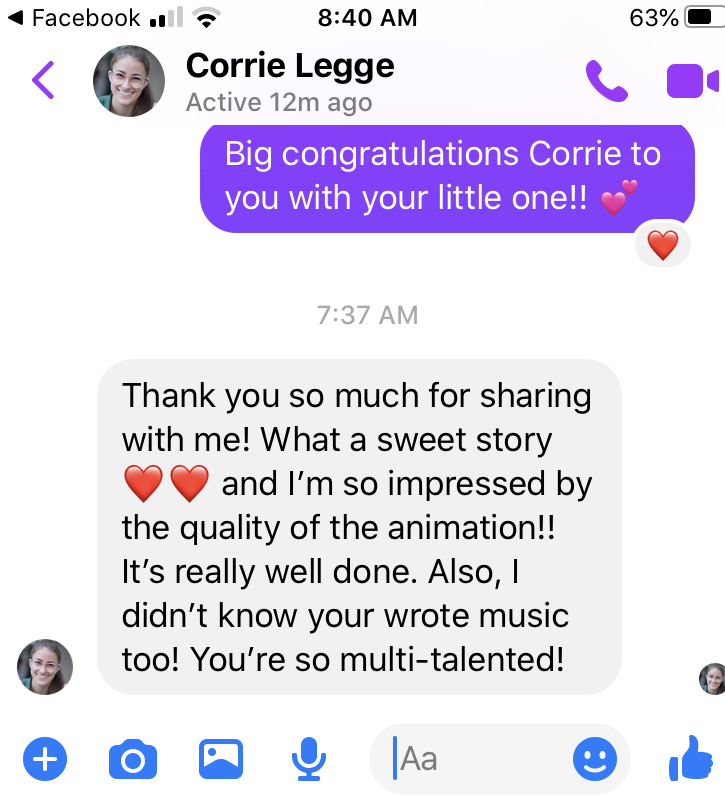 ◀ Facebook 8:40 AM 63%
Corrie Legge
Active 12m ago
Big congratulations Corrie to
you with your little one!! 💕
❤️
7:37 AM
Thank you so much for sharing
with me! What a sweet story
❤️❤️ and I’m so impressed by
the quality of the animation!!
It’s really well done. Also, I
didn’t know your wrote music
too! You’re so multi-talented!
Aa